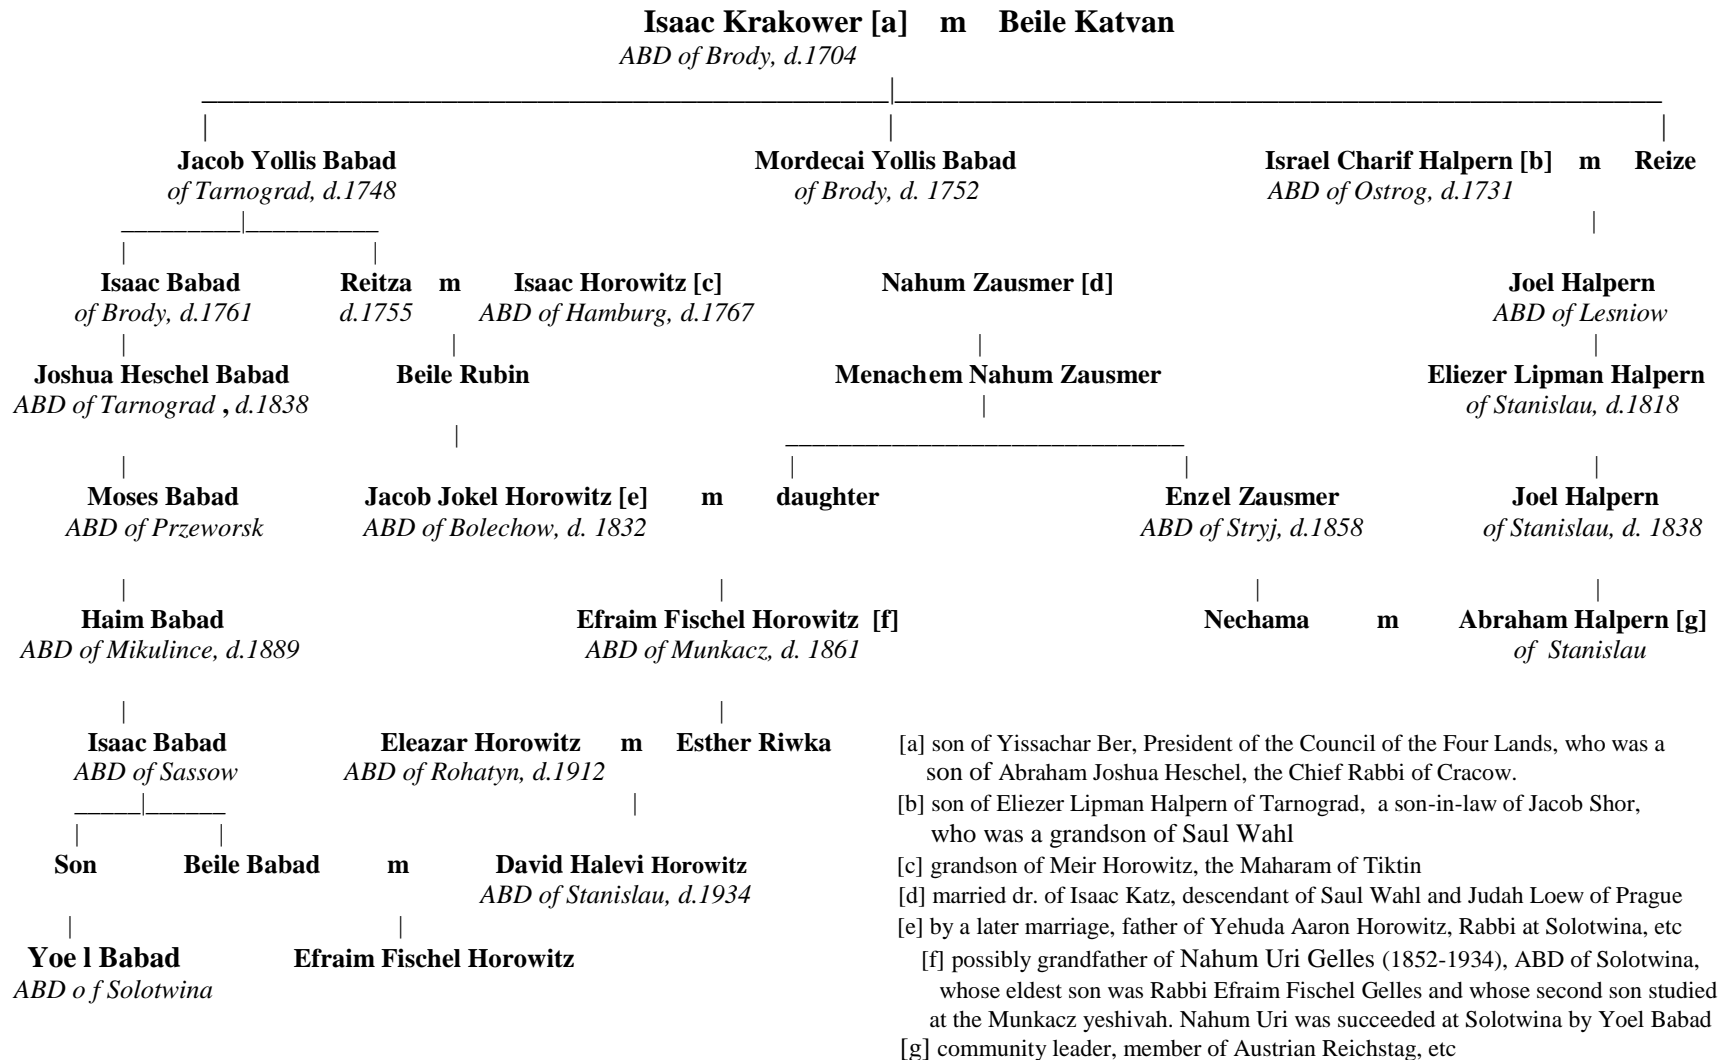 Isaac Krakower [a] m Beile Katvan
ABD of Brody, d.1704
Jacob Yollis Babad Mordecai Yollis Babad Israel Charif Halpern [b] m Reize
of Tarnograd, d.1748 of Brody, d. 1752 ABD of Ostrog, d.1731
Isaac Babad Reitza m Isaac Horowitz [c] Nahum Zausmer [d] Joel Halpern
of Brody, d.1761 d.1755 ABD of Hamburg, d.1767 ABD of Lesniow
Joshua Heschel Babad Beile Rubin Menachem Nahum Zausmer Eliezer Lipman Halpern
ABD of Tarnograd , d.1838 of Stanislau, d.1818
Moses Babad Jacob Jokel Horowitz [e] m daughter Enzel Zausmer Joel Halpern
ABD of Przeworsk ABD of Bolechow, d. 1832 ABD of Stryj, d.1858 of Stanislau, d. 1838
Haim Babad Efraim Fischel Horowitz [f] Nechama m Abraham Halpern [g]
ABD of Mikulince, d.1889 ABD of Munkacz, d. 1861 of Stanislau
Isaac Babad Eleazar Horowitz m Esther Riwka
ABD of Sassow ABD of Rohatyn, d.1912
Son Beile Babad m David Halevi Horowitz
ABD of Stanislau, d.1934
Yoe l Babad Efraim Fischel Horowitz
ABD o f Solotwina
[a] son of Yissachar Ber, President of the Council of the Four Lands, who was a
son of Abraham Joshua Heschel, the Chief Rabbi of Cracow.
[b] son of Eliezer Lipman Halpern of Tarnograd, a son-in-law of Jacob Shor,
who was a grandson of Saul Wahl
[c] grandson of Meir Horowitz, the Maharam of Tiktin
[d] married dr. of Isaac Katz, descendant of Saul Wahl and Judah Loew of Prague
[e] by a later marriage, father of Yehuda Aaron Horowitz, Rabbi at Solotwina, etc
[f] possibly grandfather of Nahum Uri Gelles (1852-1934), ABD of Solotwina,
whose eldest son was Rabbi Efraim Fischel Gelles and whose second son studied
at the Munkacz yeshivah. Nahum Uri was succeeded at Solotwina by Yoel Babad
[g] community leader, member of Austrian Reichstag, etc